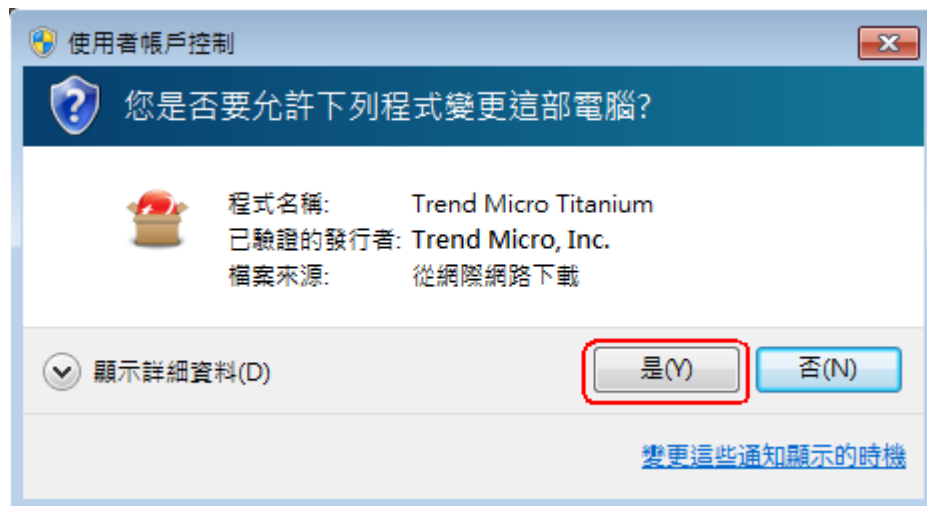 使用者帳戶控制
您是否要允許下列程式變更這部電腦?
程式名稱: Trend Micro Titanium
已驗證的發行者: Trend Micro, Inc.
檔案來源: 從網際網路下載
顯示詳細資料(D) 是(Y) 否(N)
變更這些通知顯示的時機